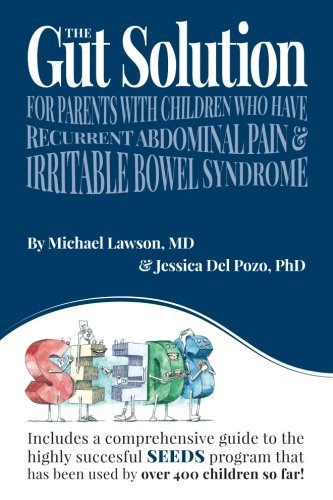 THE
Gut Solution
FOR PARENTS WITH CHILDREN WHO HAVE
RECURRENT ABDOMINAL PAIN &
IRRITABLE BOWEL SYNDROME
By Michael Lawson, MD
& Jessica Del Pozo, PhD
SEEDS
Includes a comprehensive guide to the
highly succesful SEEDS program that
has been used by over 400 children so far!